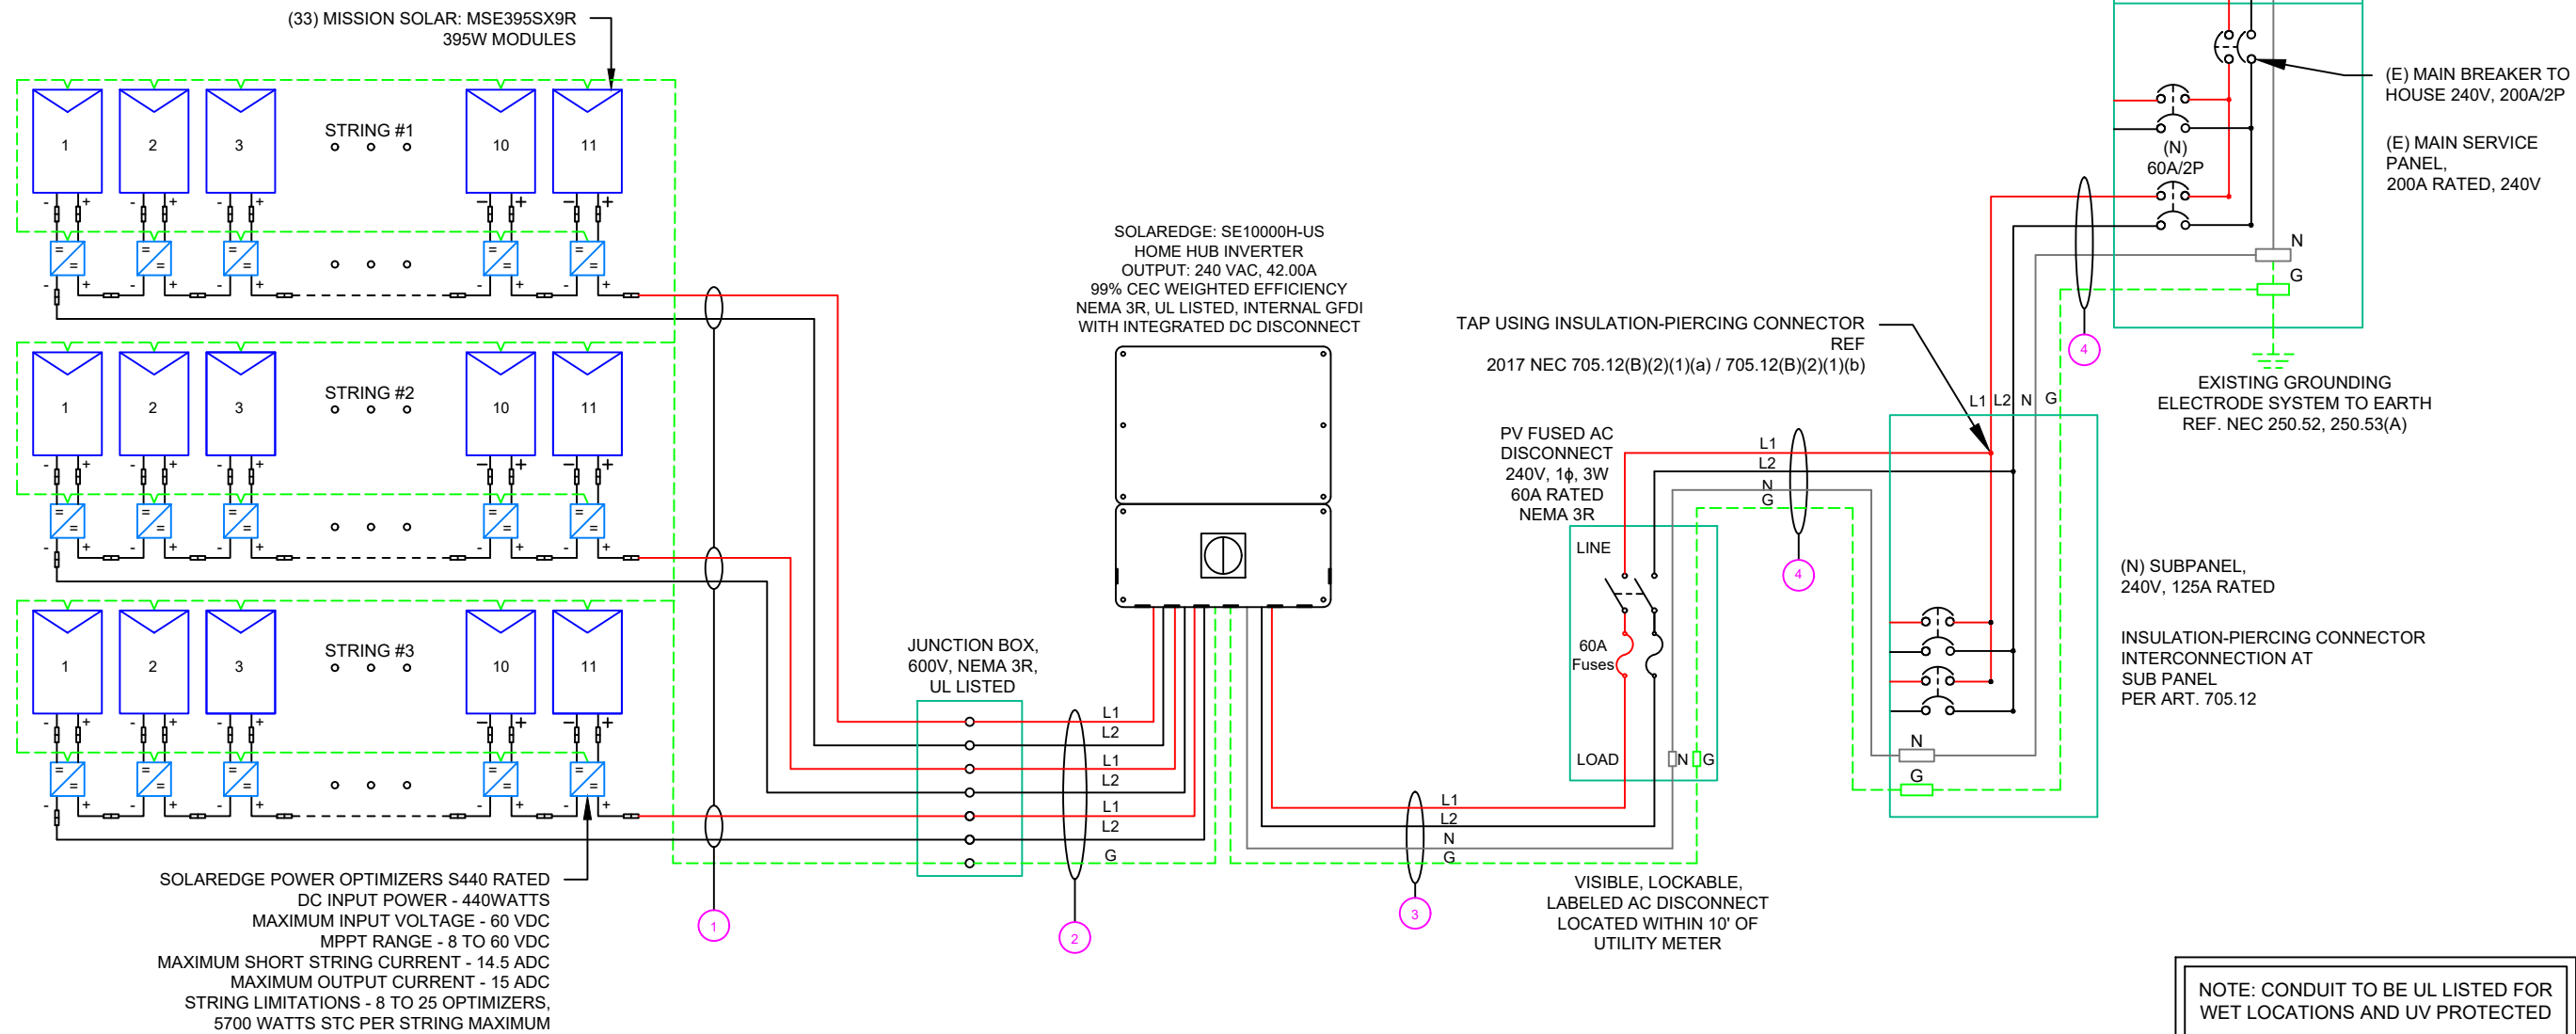 (33) MISSION SOLAR: MSE395SX9R
395W MODULES
1
2
3
STRING #1
10
11
- + - + - + - + - +
= = = = = = = = = =
- + - + - + - + - +
1
2
3
STRING #2
10
11
- + - + - + - + - +
= = = = = = = = = =
- + - + - + - + - +
1
2
3
STRING #3
10
11
- + - + - + - + - +
= = = = = = = = = =
- + - + - + - + - +
SOLAREDGE POWER OPTIMIZERS S440 RATED
DC INPUT POWER - 440WATTS
MAXIMUM INPUT VOLTAGE - 60 VDC
MPPT RANGE - 8 TO 60 VDC
MAXIMUM SHORT STRING CURRENT - 14.5 ADC
MAXIMUM OUTPUT CURRENT - 15 ADC
STRING LIMITATIONS - 8 TO 25 OPTIMIZERS,
5700 WATTS STC PER STRING MAXIMUM
1
JUNCTION BOX,
600V, NEMA 3R,
UL LISTED
L1
L2
L1
L2
L1
L2
G
2
SOLAREDGE: SE10000H-US
HOME HUB INVERTER
OUTPUT: 240 VAC, 42.00A
99% CEC WEIGHTED EFFICIENCY
NEMA 3R, UL LISTED, INTERNAL GFDI
WITH INTEGRATED DC DISCONNECT
L1
L2
N
G
3
PV FUSED AC
DISCONNECT
240V, 1ϕ, 3W
60A RATED
NEMA 3R
LINE
60A
Fuses
LOAD
N
G
VISIBLE, LOCKABLE,
LABELED AC DISCONNECT
LOCATED WITHIN 10' OF
UTILITY METER
TAP USING INSULATION-PIERCING CONNECTOR
REF
2017 NEC 705.12(B)(2)(1)(a) / 705.12(B)(2)(1)(b)
L1
L2
N
G
4
L1 L2 N G
N
G
(N) SUBPANEL,
240V, 125A RATED
INSULATION-PIERCING CONNECTOR
INTERCONNECTION AT
SUB PANEL
PER ART. 705.12
4
(N)
60A/2P
N
G
(E) MAIN BREAKER TO
HOUSE 240V, 200A/2P
(E) MAIN SERVICE
PANEL,
200A RATED, 240V
EXISTING GROUNDING
ELECTRODE SYSTEM TO EARTH
REF. NEC 250.52, 250.53(A)
NOTE: CONDUIT TO BE UL LISTED FOR
WET LOCATIONS AND UV PROTECTED